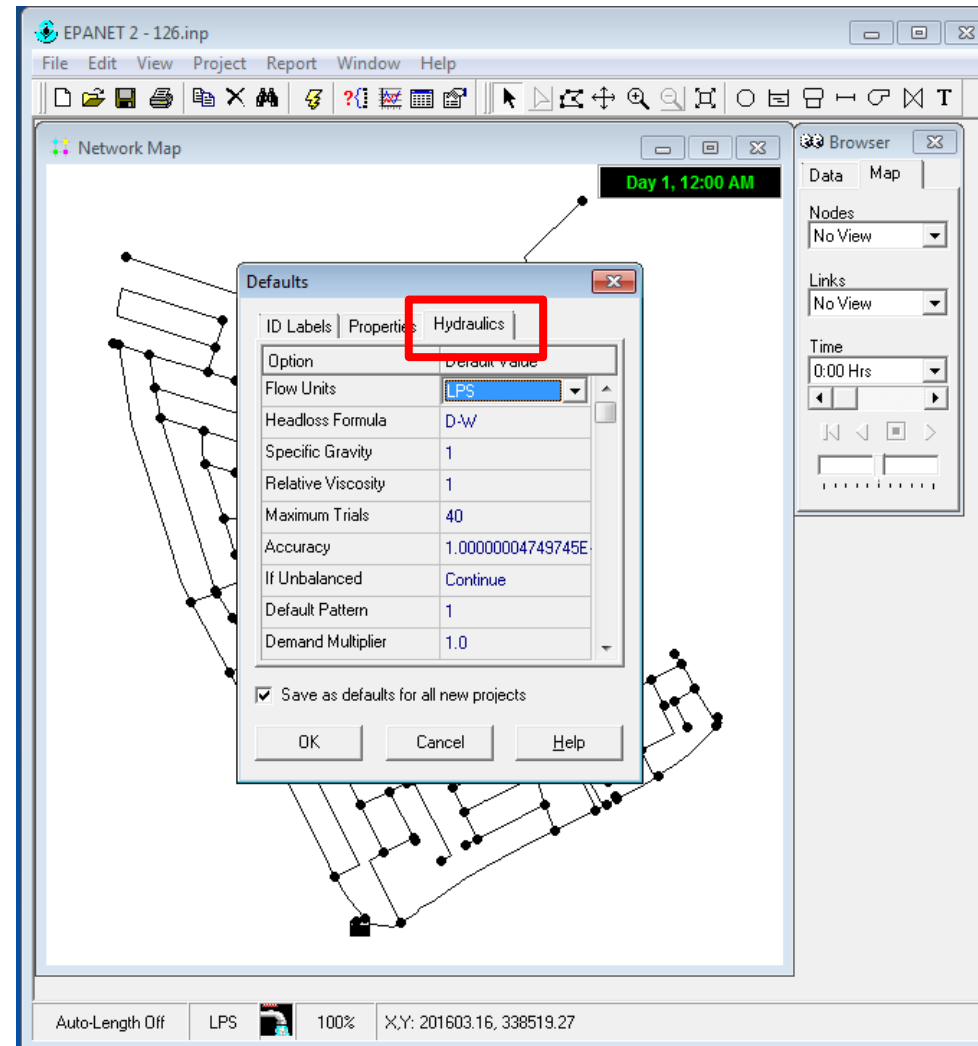 EPANET 2 - 126.inp
File Edit View Project Report Window Help
T
Network Map
Day 1, 12:00 AM
Browser
Data Map
Nodes
No View
Links
No View
Time
0:00 Hrs
Defaults
ID Labels Properties Hydraulics
Option Default Value
Flow Units LPS
Headloss Formula D-W
Specific Gravity 1
Relative Viscosity 1
Maximum Trials 40
Accuracy 1.00000004749745E-
If Unbalanced Continue
Default Pattern 1
Demand Multiplier 1.0
Save as defaults for all new projects
OK Cancel Help
Auto-Length Off LPS 100% X,Y: 201603.16, 338519.27